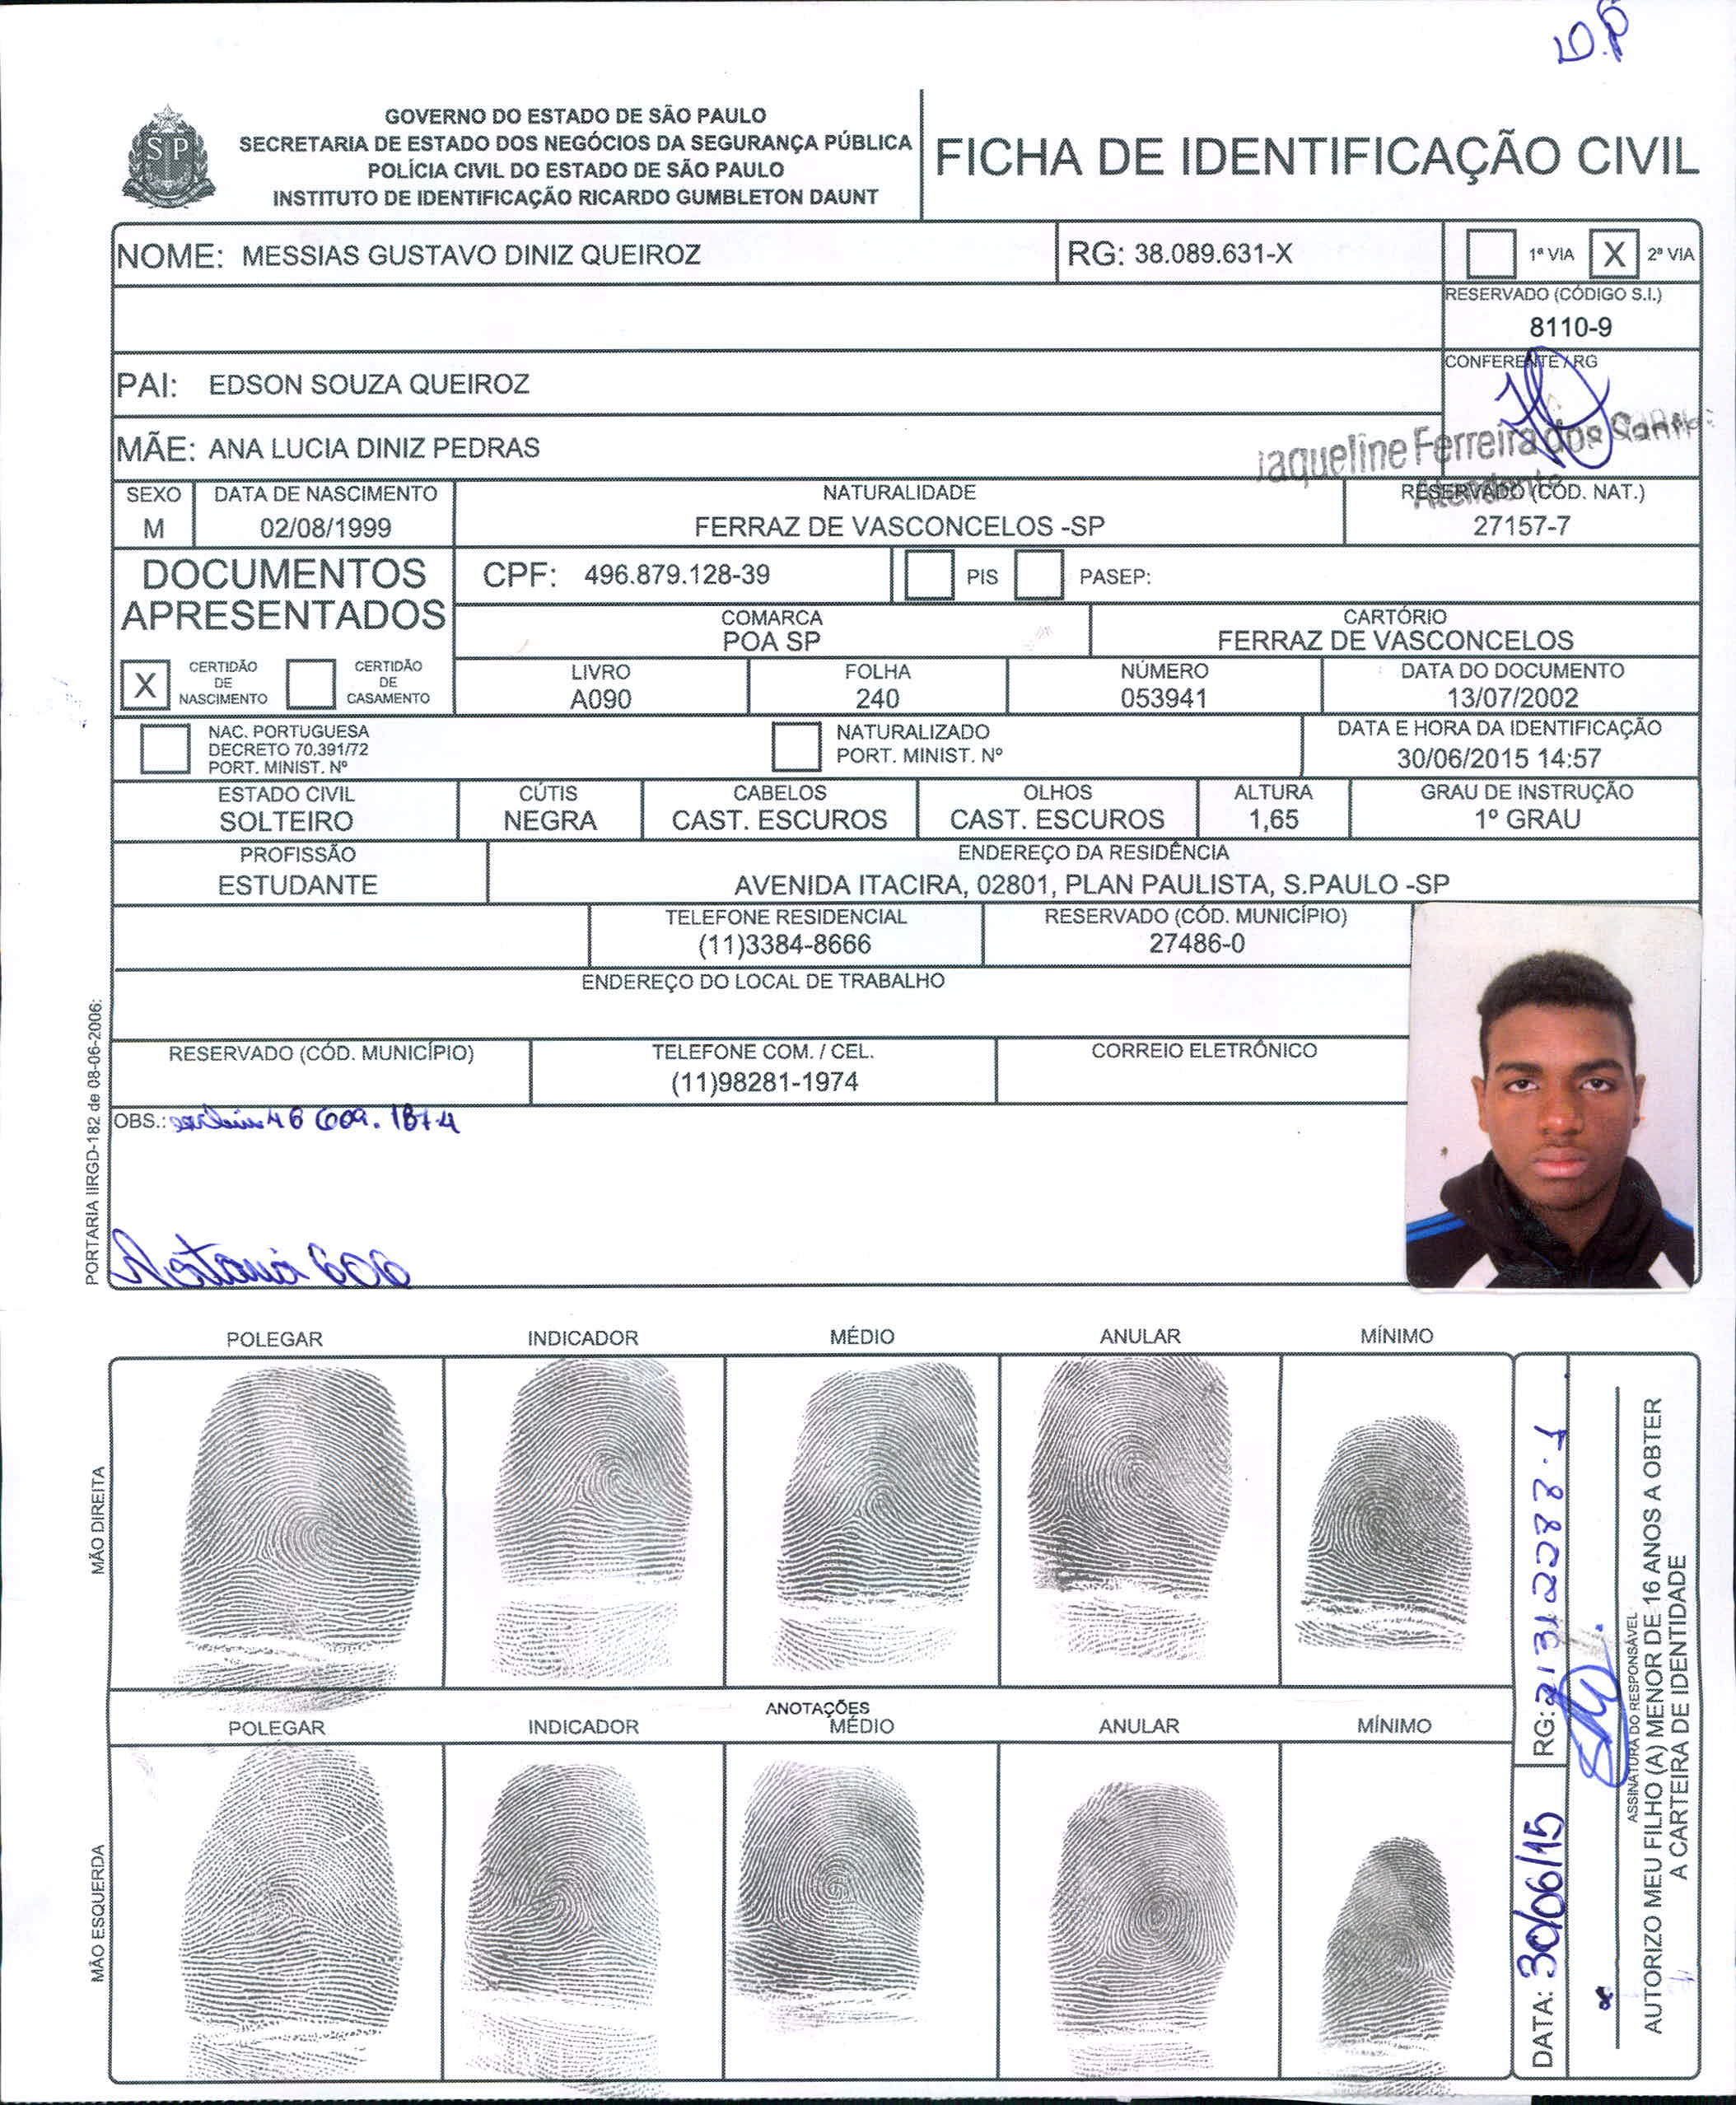 GOVERNO DO ESTADO DE SÃO PAULO
SECRETARIA DE ESTADO DOS NEGÓCIOS DA SEGURANÇA PÚBLICA
POLÍCIA CIVIL DO ESTADO DE SÃO PAULO
INSTITUTO DE IDENTIFICAÇÃO RICARDO GUMBLETON DAUNT
SP
FICHA DE IDENTIFICAÇÃO CIVIL
NOME: MESSIAS GUSTAVO DINIZ QUEIROZ
RG: 38.089.631-X
1ª VIA X 2ª VIA
RESERVADO (CÓDIGO S.I.)
8110-9
PAI: EDSON SOUZA QUEIROZ
CONFERENTE / RG
MÃE: ANA LUCIA DINIZ PEDRAS
Jaqueline Ferreira dos Santos
Atendente
SEXO DATA DE NASCIMENTO NATURALIDADE RESERVADO (CÓD. NAT.)
M 02/08/1999 FERRAZ DE VASCONCELOS -SP 27157-7
DOCUMENTOS
APRESENTADOS
CPF: 496.879.128-39 PIS PASEP:
COMARCA CARTÓRIO
POA SP FERRAZ DE VASCONCELOS
X CERTIDÃO DE NASCIMENTO CERTIDÃO DE CASAMENTO
LIVRO FOLHA NÚMERO DATA DO DOCUMENTO
A090 240 053941 13/07/2002
NAC. PORTUGUESA
DECRETO 70.391/72
PORT. MINIST. Nº
NATURALIZADO
PORT. MINIST. Nº
DATA E HORA DA IDENTIFICAÇÃO
30/06/2015 14:57
ESTADO CIVIL CÚTIS CABELOS OLHOS ALTURA GRAU DE INSTRUÇÃO
SOLTEIRO NEGRA CAST. ESCUROS CAST. ESCUROS 1,65 1º GRAU
PROFISSÃO ENDEREÇO DA RESIDÊNCIA
ESTUDANTE AVENIDA ITACIRA, 02801, PLAN PAULISTA, S.PAULO -SP
TELEFONE RESIDENCIAL RESERVADO (CÓD. MUNICÍPIO)
(11)3384-8666 27486-0
ENDEREÇO DO LOCAL DE TRABALHO
RESERVADO (CÓD. MUNICÍPIO) TELEFONE COM. / CEL. CORREIO ELETRÔNICO
(11)98281-1974
OBS.:
PORTARIA IIRGD-182 de 08-06-2006:
POLEGAR INDICADOR MÉDIO ANULAR MÍNIMO
MÃO DIREITA
ANOTAÇÕES
POLEGAR INDICADOR MÉDIO ANULAR MÍNIMO
MÃO ESQUERDA
DATA: 30/06/15 RG:
ASSINATURA DO RESPONSÁVEL
AUTORIZO MEU FILHO (A) MENOR DE 16 ANOS A OBTER
A CARTEIRA DE IDENTIDADE